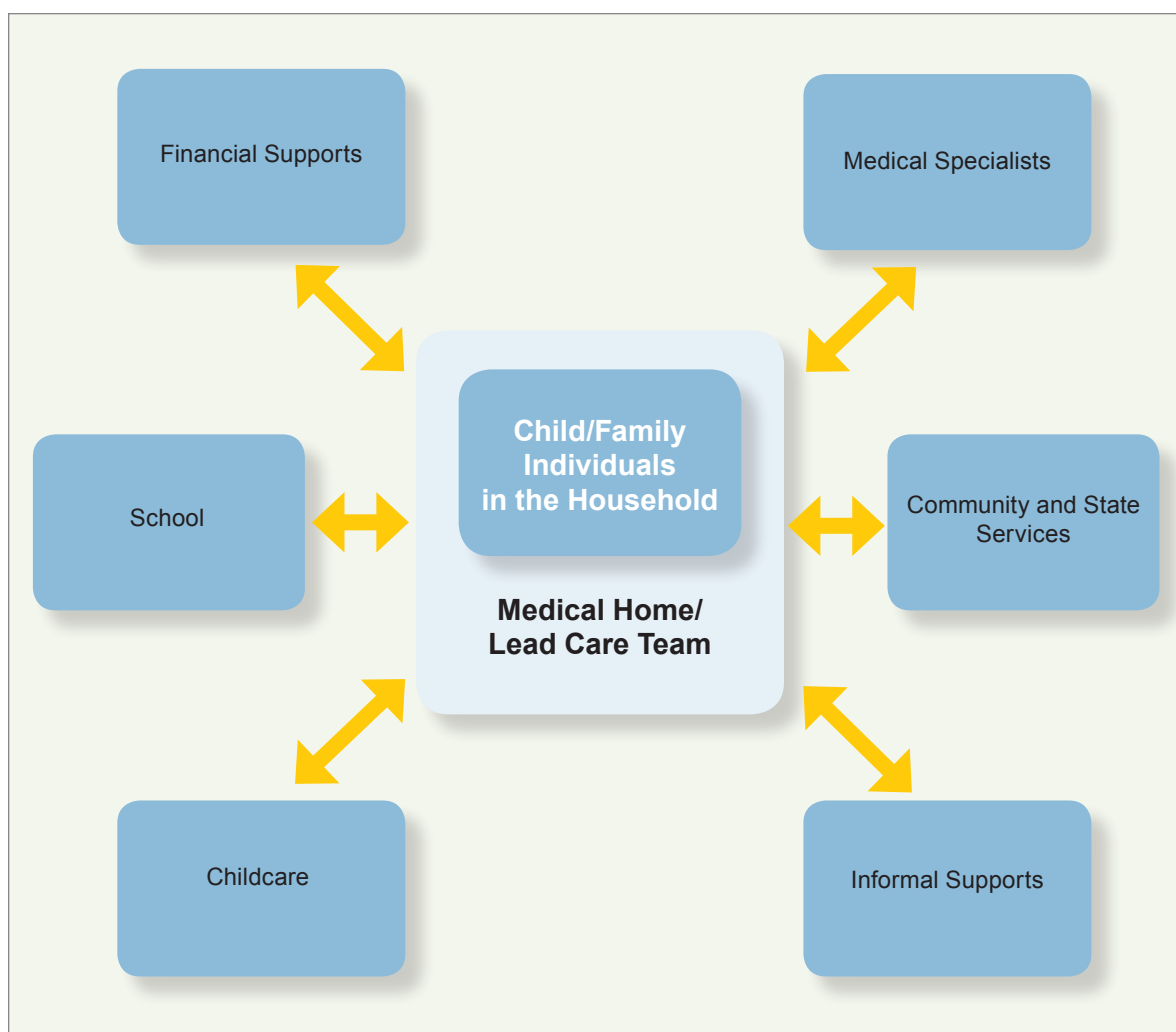 Financial Supports
Medical Specialists
Child/Family
Individuals
in the Household
School
Community and State
Services
Medical Home/
Lead Care Team
Childcare
Informal Supports